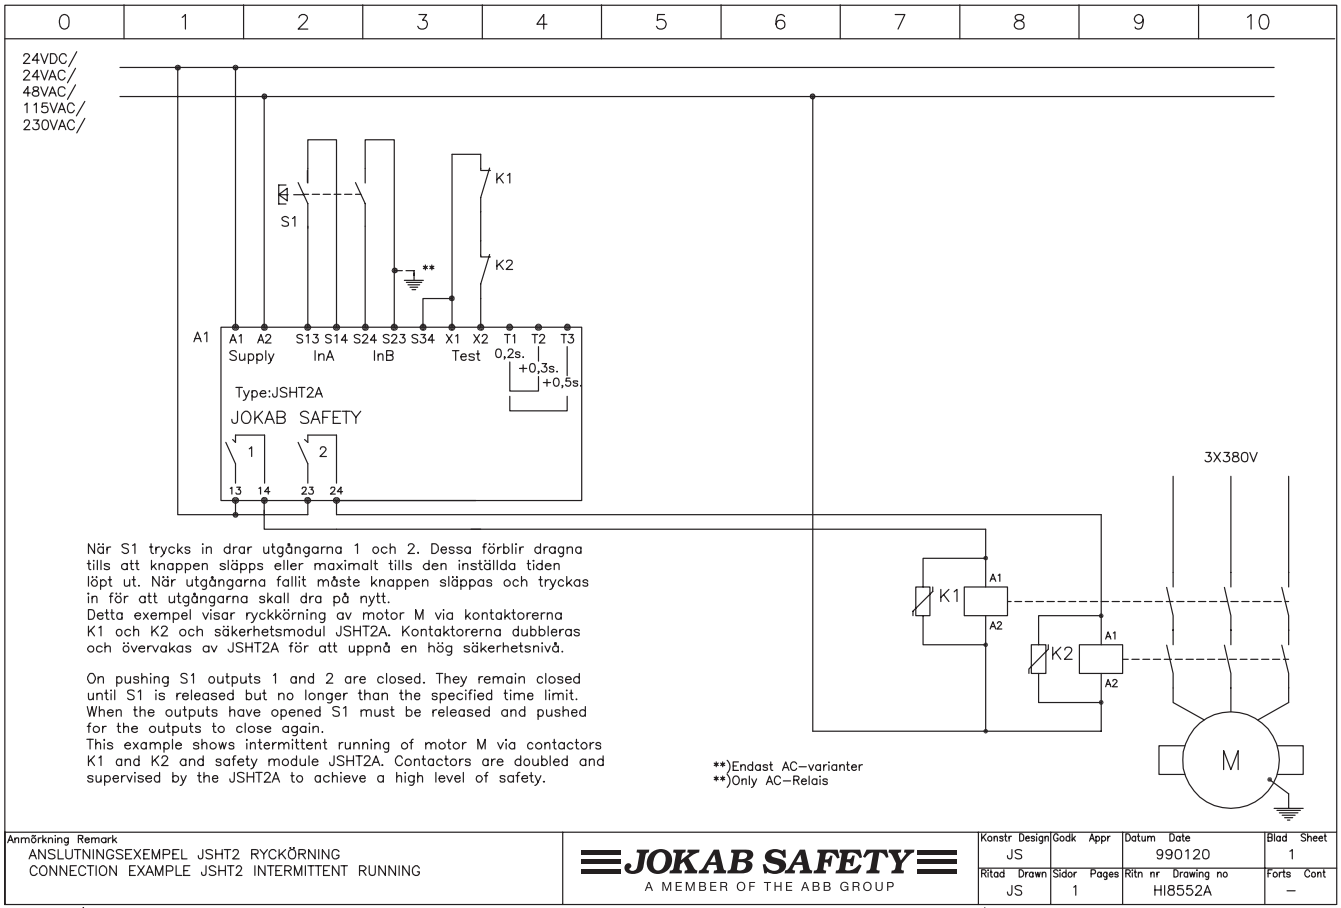 0 1 2 3 4 5 6 7 8 9 10
24VDC/
24VAC/
48VAC/
115VAC/
230VAC/
K1
S1
K2
**
A1
A1 A2 S13 S14 S24 S23 S34 X1 X2 T1 T2 T3
Supply InA InB Test 0,2s.
+0,3s.
+0,5s.
Type:JSHT2A
JOKAB SAFETY
1 2
13 14 23 24
3X380V
När S1 trycks in drar utgångarna 1 och 2. Dessa förblir dragna
tills att knappen släpps eller maximalt tills den inställda tiden
löpt ut. När utgångarna fallit måste knappen släppas och tryckas
in för att utgångarna skall dra på nytt.
Detta exempel visar ryckkörning av motor M via kontaktorerna
K1 och K2 och säkerhetsmodul JSHT2A. Kontaktorerna dubbleras
och övervakas av JSHT2A för att uppnå en hög säkerhetsnivå.
On pushing S1 outputs 1 and 2 are closed. They remain closed
until S1 is released but no longer than the specified time limit.
When the outputs have opened S1 must be released and pushed
for the outputs to close again.
This example shows intermittent running of motor M via contactors
K1 and K2 and safety module JSHT2A. Contactors are doubled and
supervised by the JSHT2A to achieve a high level of safety.
A1
K1
A2
A1
K2
A2
M
**)Endast AC-varianter
**)Only AC-Relais
Anmörkning Remark
ANSLUTNINGSEXEMPEL JSHT2 RYCKÖRNING
CONNECTION EXAMPLE JSHT2 INTERMITTENT RUNNING
JOKAB SAFETY
A MEMBER OF THE ABB GROUP
Konstr Design Godk Appr Datum Date Blad Sheet
JS 990120 1
Ritad Drawn Sidor Pages Ritn nr Drawing no Forts Cont
JS 1 HI8552A -